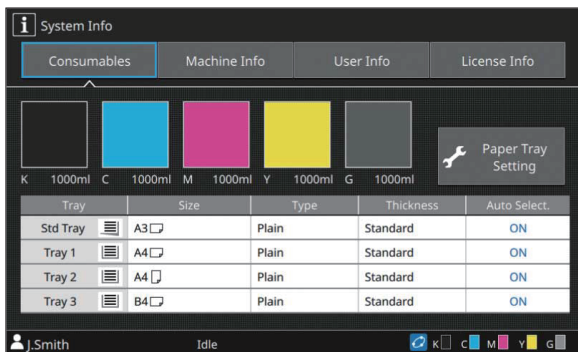 i System Info
Consumables Machine Info User Info License Info
K 1000ml C 1000ml M 1000ml Y 1000ml G 1000ml
Paper Tray
Setting
Tray Size Type Thickness Auto Select.
Std Tray A3 Plain Standard ON
Tray 1 A4 Plain Standard ON
Tray 2 A4 Plain Standard ON
Tray 3 B4 Plain Standard ON
J.Smith Idle K C M Y G